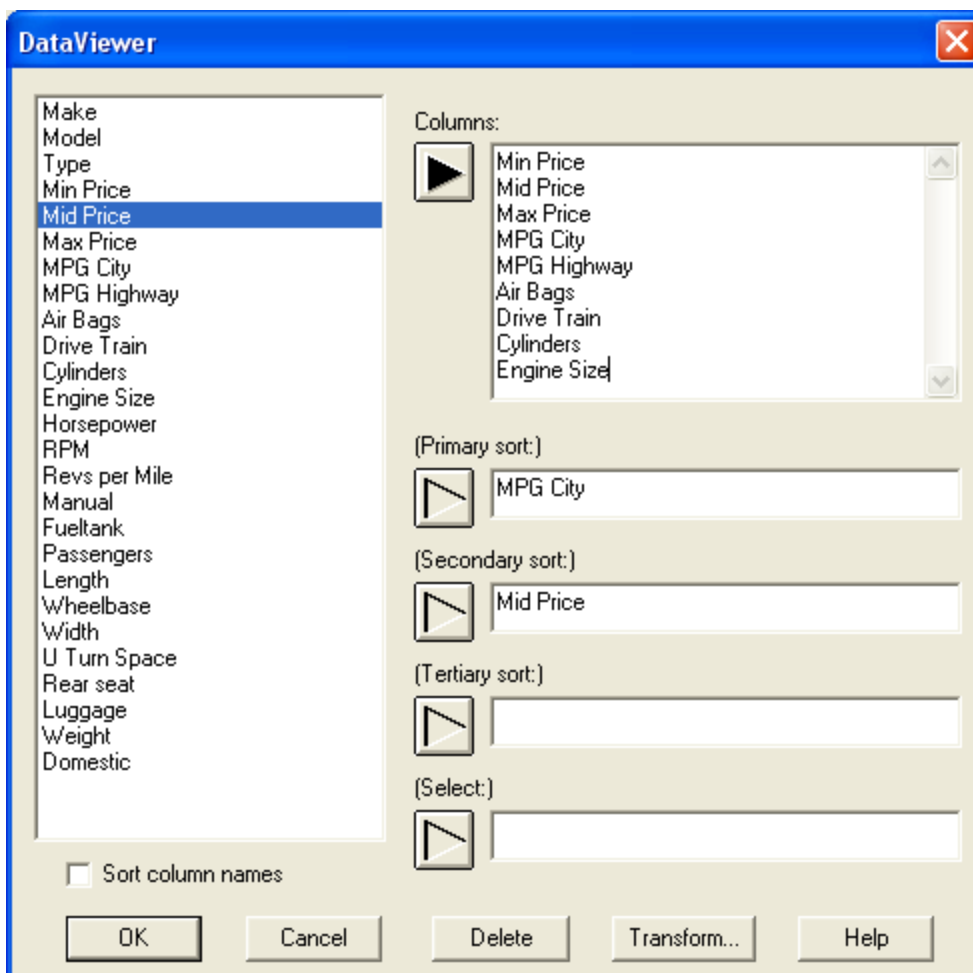 DataViewer
Make
Model
Type
Min Price
Mid Price
Max Price
MPG City
MPG Highway
Air Bags
Drive Train
Cylinders
Engine Size
Horsepower
RPM
Revs per Mile
Manual
Fueltank
Passengers
Length
Wheelbase
Width
U Turn Space
Rear seat
Luggage
Weight
Domestic
Sort column names
Columns:
Min Price
Mid Price
Max Price
MPG City
MPG Highway
Air Bags
Drive Train
Cylinders
Engine Size
(Primary sort:)
MPG City
(Secondary sort:)
Mid Price
(Tertiary sort:)
(Select:)
OK
Cancel
Delete
Transform...
Help